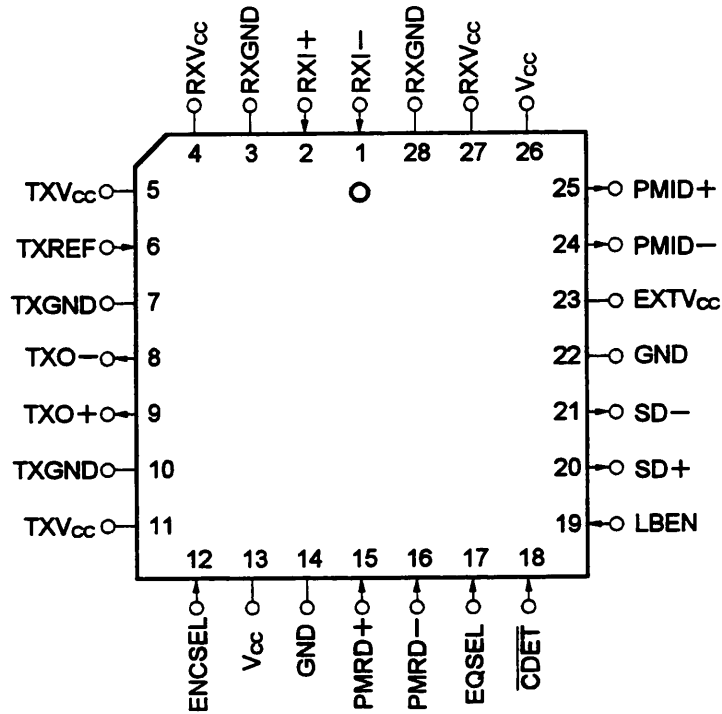 RXVCC RXGND RXI+ RXI− RXGND RXVCC VCC
4 3 2 1 28 27 26
TXVCC 5 25 PMID+
TXREF 6 24 PMID−
TXGND 7 23 EXTVCC
TXO− 8 22 GND
TXO+ 9 21 SD−
TXGND 10 20 SD+
TXVCC 11 19 LBEN
12 13 14 15 16 17 18
ENCSEL VCC GND PMRD+ PMRD− EQSEL C̅D̅E̅T̅